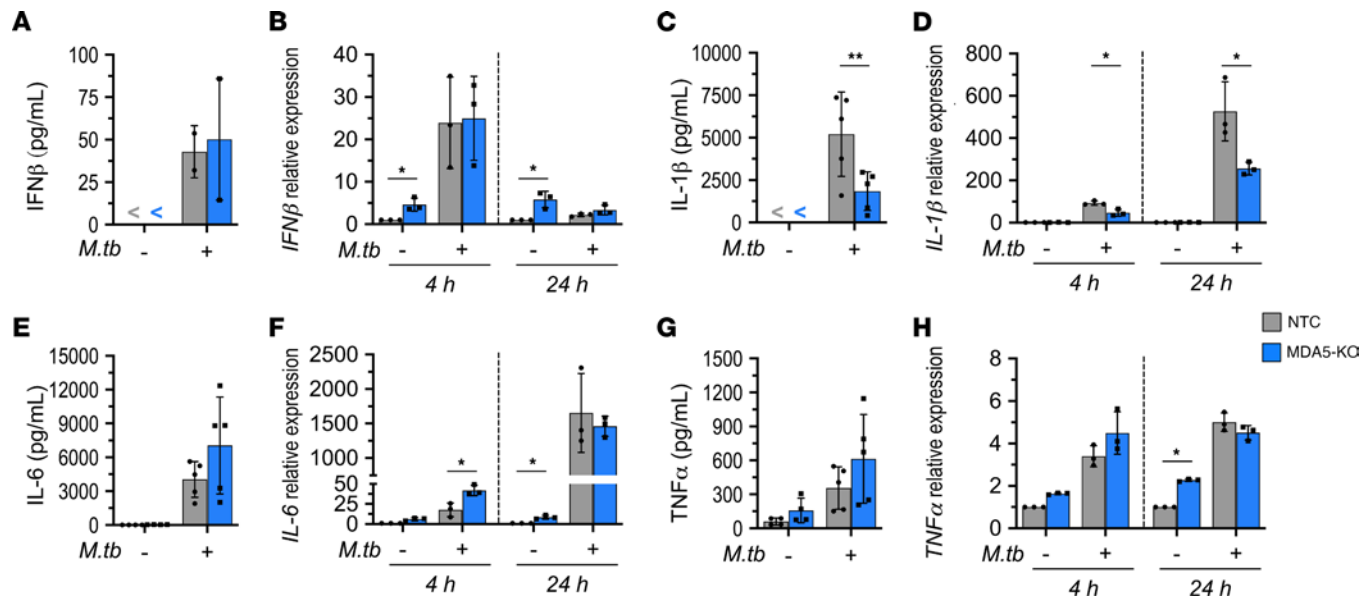 A
IFNβ (pg/mL)
100
75
50
25
0
< <
M.tb - +
B
IFNβ relative expression
40
30
20
10
0
* *
M.tb - + - +
4 h 24 h
C
IL-1β (pg/mL)
10000
7500
5000
2500
0
**
< <
M.tb - +
D
IL-1β relative expression
800
600
400
200
0
* *
M.tb - + - +
4 h 24 h
E
IL-6 (pg/mL)
15000
12000
9000
6000
3000
0
M.tb - +
F
IL-6 relative expression
2500
2000
1500
1000
50
25
0
* *
M.tb - + - +
4 h 24 h
G
TNFα (pg/mL)
1500
1200
900
600
300
0
M.tb - +
H
TNFα relative expression
8
6
4
2
0
*
M.tb - + - +
4 h 24 h
NTC
MDA5-KO